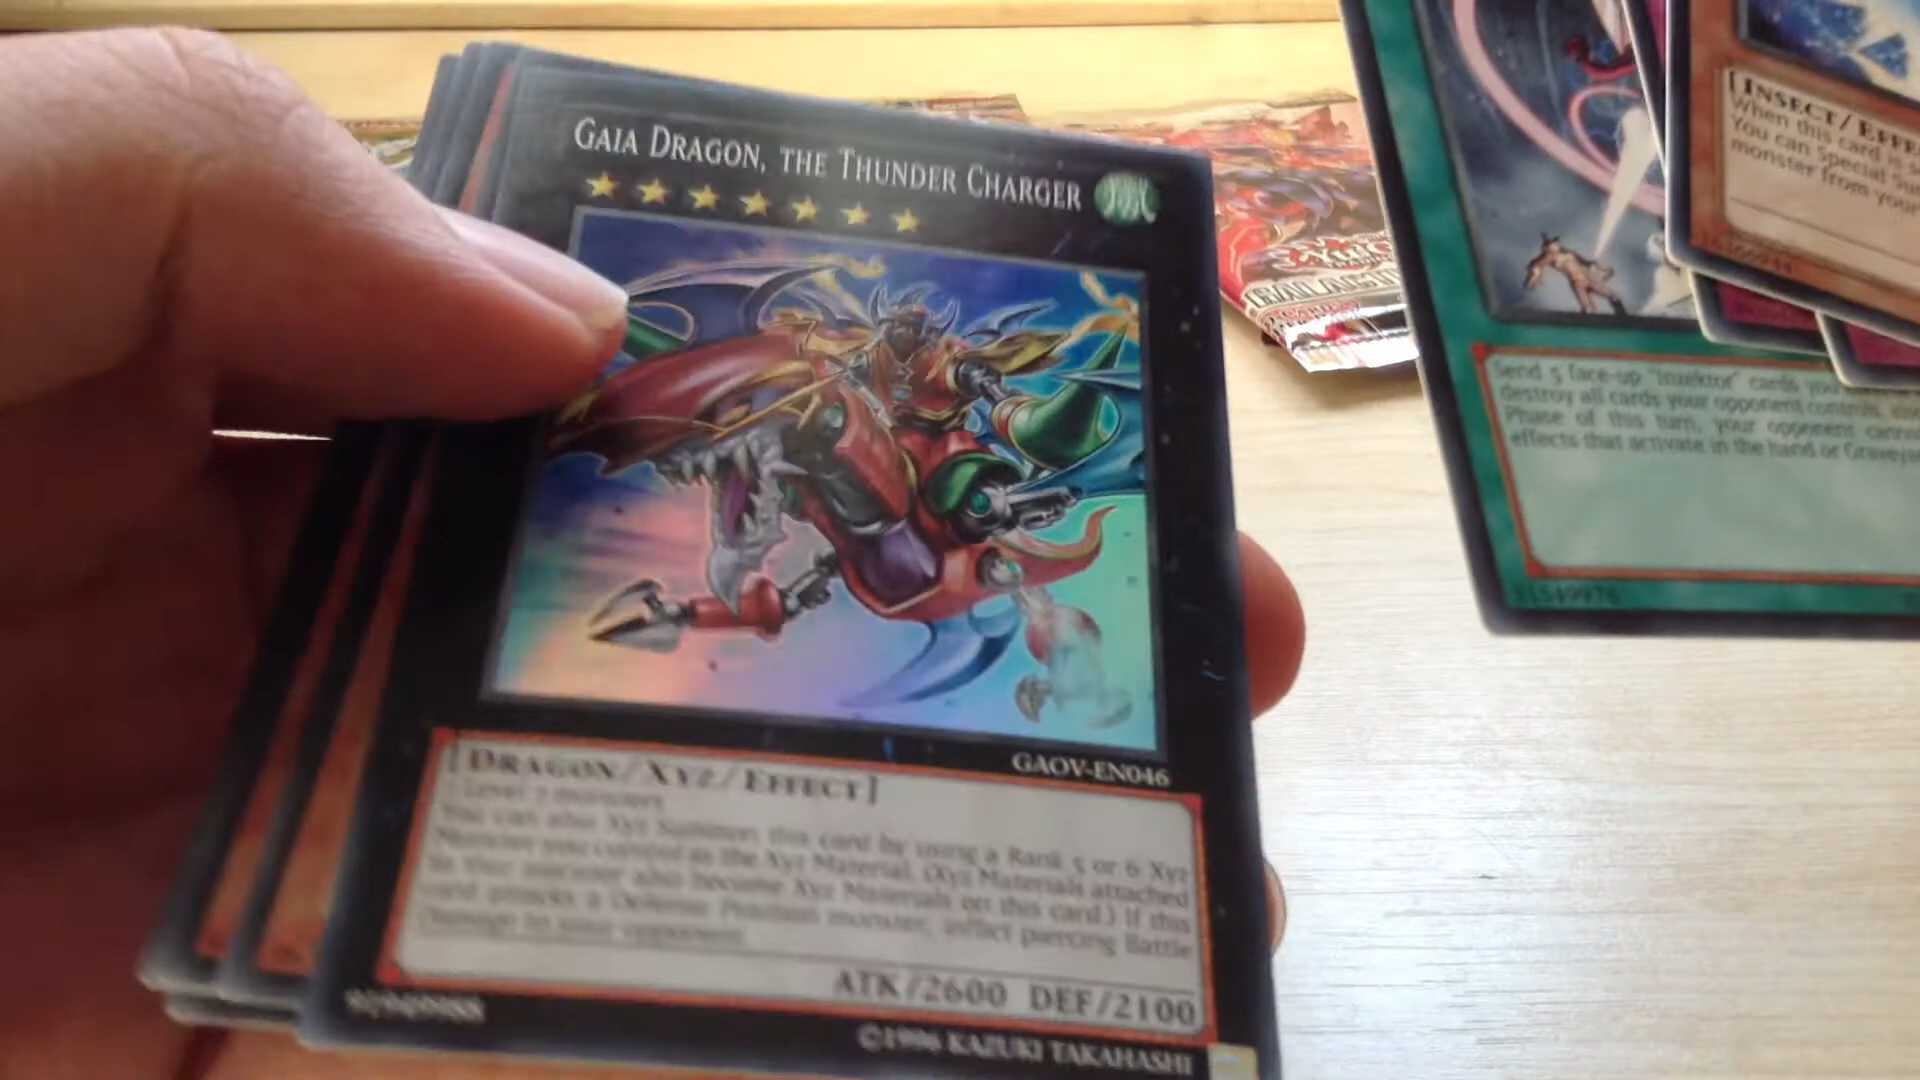 GAIA DRAGON, THE THUNDER CHARGER
GAOV-EN046
[DRAGON/XYZ/EFFECT]
2 Level 7 monsters
You can also Xyz Summon this card by using a Rank 5 or 6 Xyz
Monster you control as the Xyz Material. (Xyz Materials attached
to that monster also become Xyz Materials on this card.) If this
card attacks a Defense Position monster, inflict piercing Battle
Damage to your opponent.
ATK/2600 DEF/2100
©1996 KAZUKI TAKAHASHI
Send 5 face-up "Inzektor" cards you
destroy all cards your opponent controls,
Phase of this turn, your opponent
effects that activate in the hand or
[INSECT/
When this card is
You can Special
monster from your